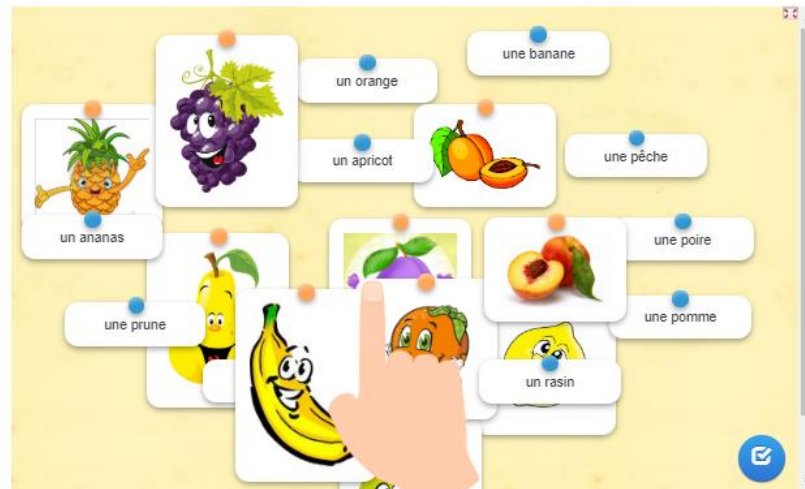 une banane
un orange
un apricot
une pêche
un ananas
une poire
une prune
une pomme
un rasin